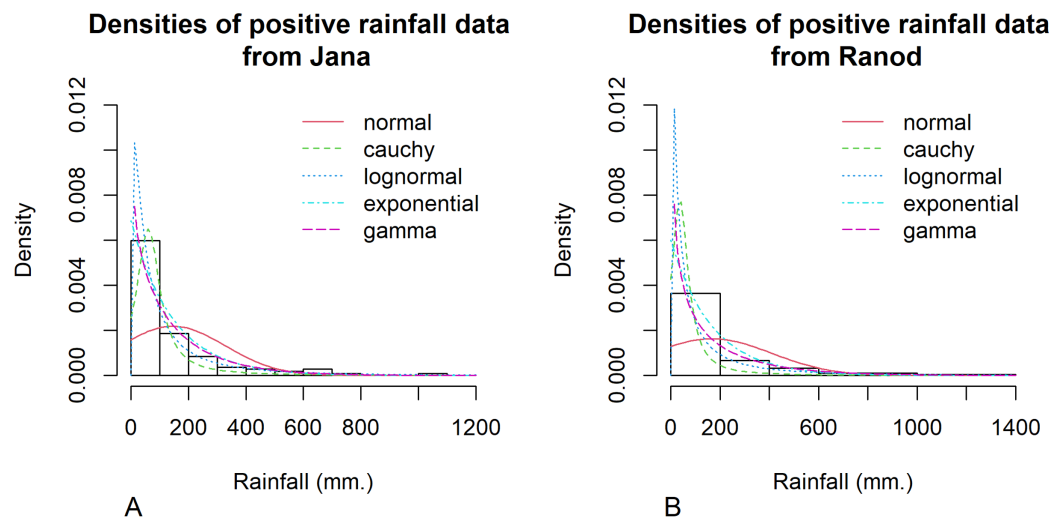 Densities of positive rainfall data
from Jana
0.012
0.008
0.004
0.000
Density
normal
cauchy
lognormal
exponential
gamma
0
200
400
600
800
1200
Rainfall (mm.)
A
Densities of positive rainfall data
from Ranod
0.012
0.008
0.004
0.000
Density
normal
cauchy
lognormal
exponential
gamma
0
200
600
1000
1400
Rainfall (mm.)
B